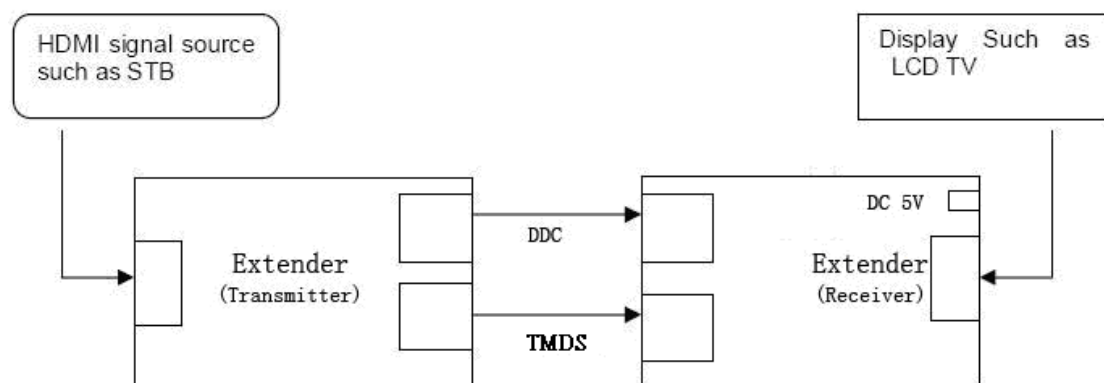 HDMI signal source
such as STB
Display Such as
LCD TV
DC 5V
DDC
Extender
(Transmitter)
Extender
(Receiver)
TMDS